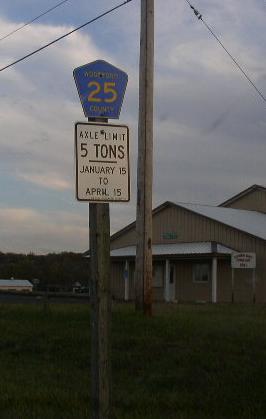 WOODFORD
25
COUNTY
AXLE LIMIT
5 TONS
JANUARY 15
TO
APRIL 15